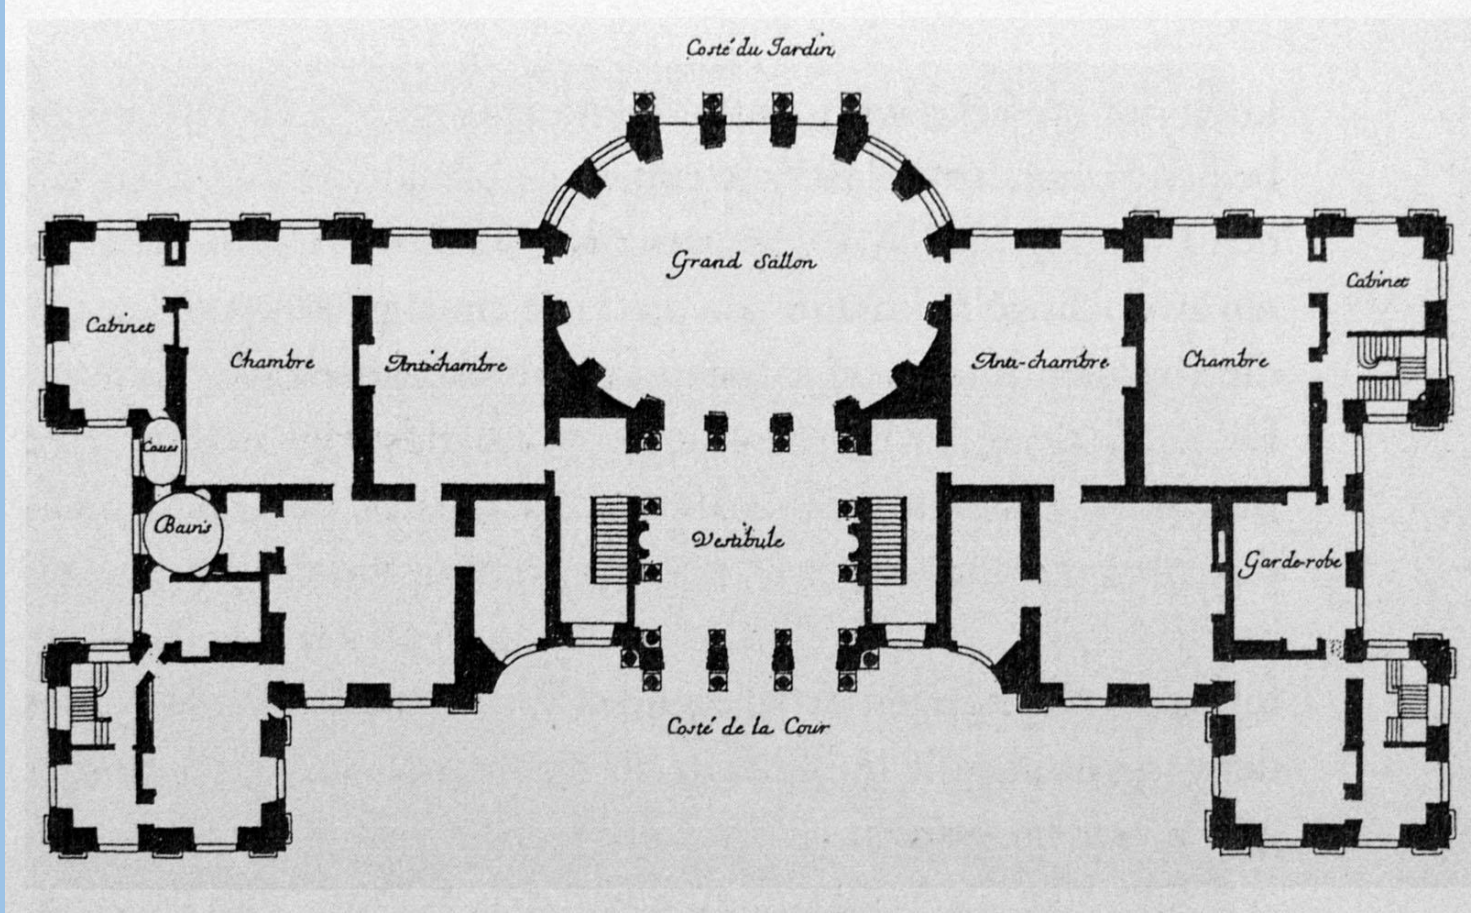 Costé du Jardin
Grand Sallon
Cabinet
Cabinet
Chambre
Antichambre
Anti-chambre
Chambre
Cuues
Bains
Vestibule
Garde-robe
Costé de la Cour